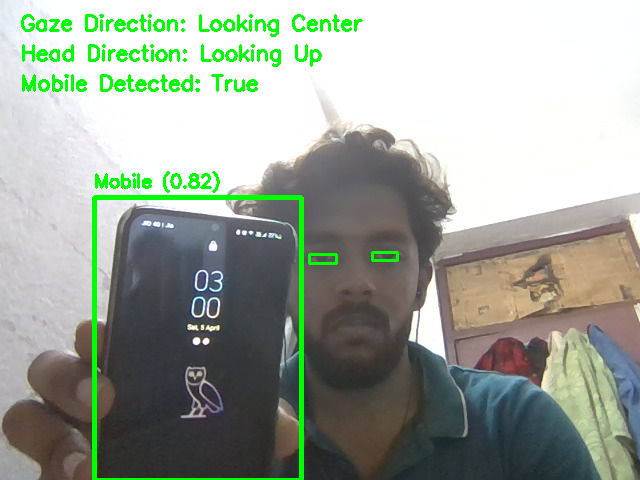 Gaze Direction: Looking Center
Head Direction: Looking Up
Mobile Detected: True
Mobile (0.82)
03
00
Sat, 5 April